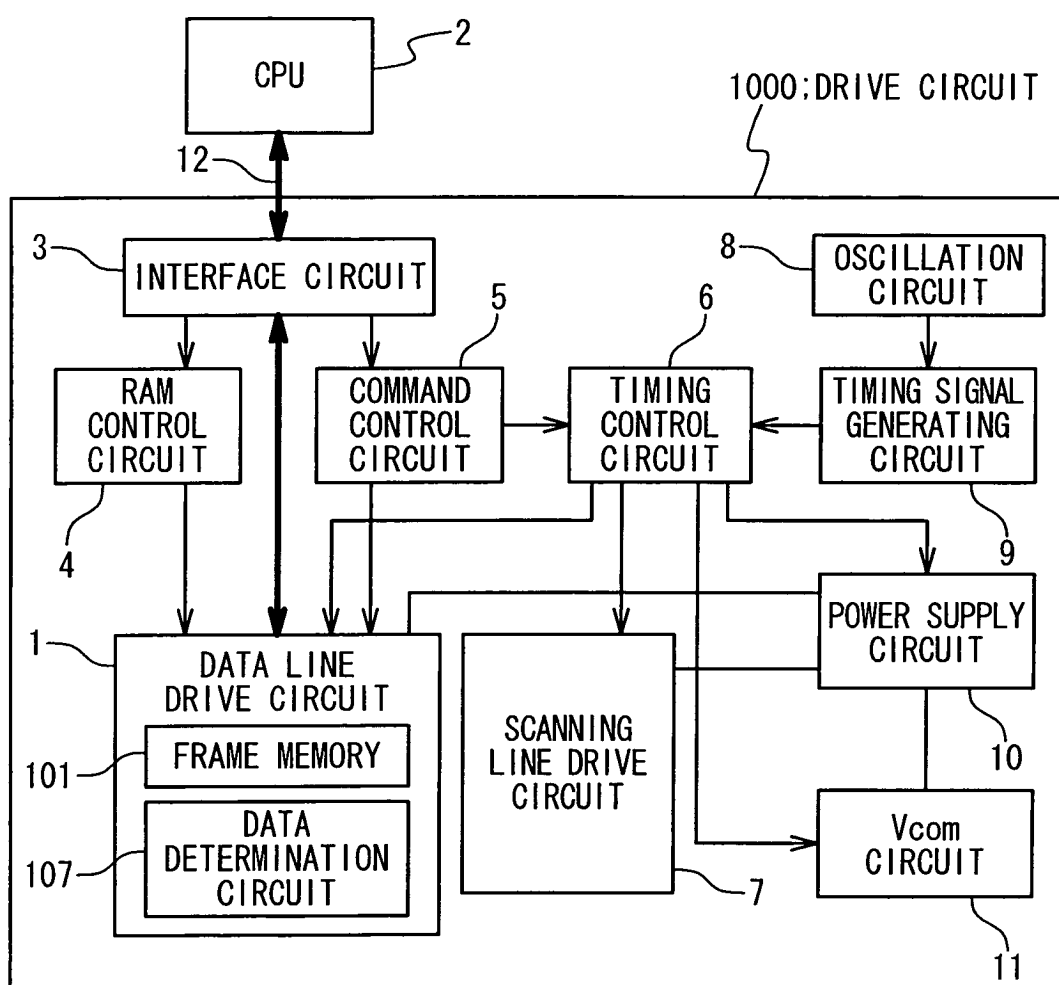 CPU
2
1000;DRIVE CIRCUIT
12
3
INTERFACE CIRCUIT
8
OSCILLATION
CIRCUIT
5
6
RAM
CONTROL
CIRCUIT
COMMAND
CONTROL
CIRCUIT
TIMING
CONTROL
CIRCUIT
TIMING SIGNAL
GENERATING
CIRCUIT
4
9
1
DATA LINE
DRIVE CIRCUIT
POWER SUPPLY
CIRCUIT
101
FRAME MEMORY
SCANNING
LINE DRIVE
CIRCUIT
10
107
DATA
DETERMINATION
CIRCUIT
Vcom
CIRCUIT
7
11